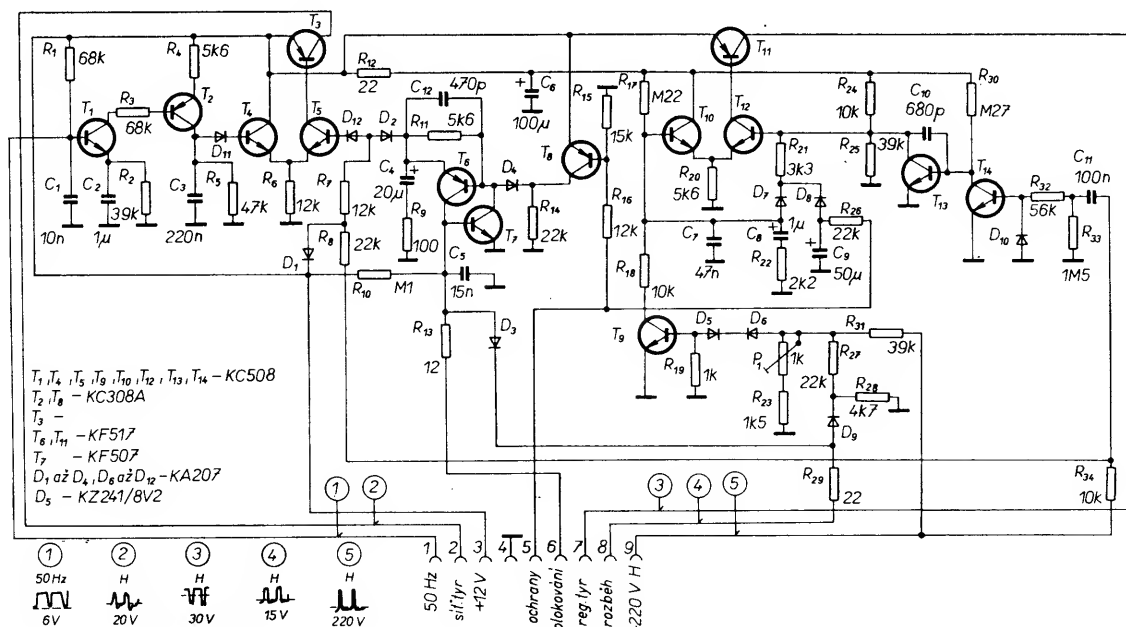 T3
T11
R1
68k
R4
5k6
R12
22
C12
470p
C6
100µ
R15
15k
R17
M22
R24
10k
C10
680p
R30
M27
T1
R3
68k
T2
T4
T5
D12
D2
R11
5k6
T8
T10
T12
R21
3k3
R25
39k
T13
T14
R32
56k
C11
100n
D11
C4
20µ
T6
D4
R16
12k
R20
5k6
D7
D8
R26
22k
D10
R33
1M5
C1
10n
C2
1µ
R2
39k
C3
220n
R5
47k
R6
12k
R7
12k
R9
100
T7
R14
22k
C7
47n
C8
1µ
R22
2k2
C9
50µ
D1
R8
22k
R10
M1
C5
15n
R18
10k
R13
12
D3
T9
D5
D6
R19
1k
P1
1k
R23
1k5
R27
22k
R31
39k
R28
4k7
D9
R29
22
R34
10k
T1, T4, T5, T9, T10, T12, T13, T14 – KC508
T2, T8 – KC308A
T3 –
T6, T11 – KF517
T7 – KF507
D1 až D4, D6 až D12 – KA207
D5 – KZ241/8V2
1 2 3 4 5
1 2 3 4 5 6 7 8 9
50 Hz
síť.tyr
+12V
ochrany
blokování
reg.tyr
rozběh
-220 V H
1 2 3 4 5
50 Hz H H H H
6V 20V 30V 15V 220V